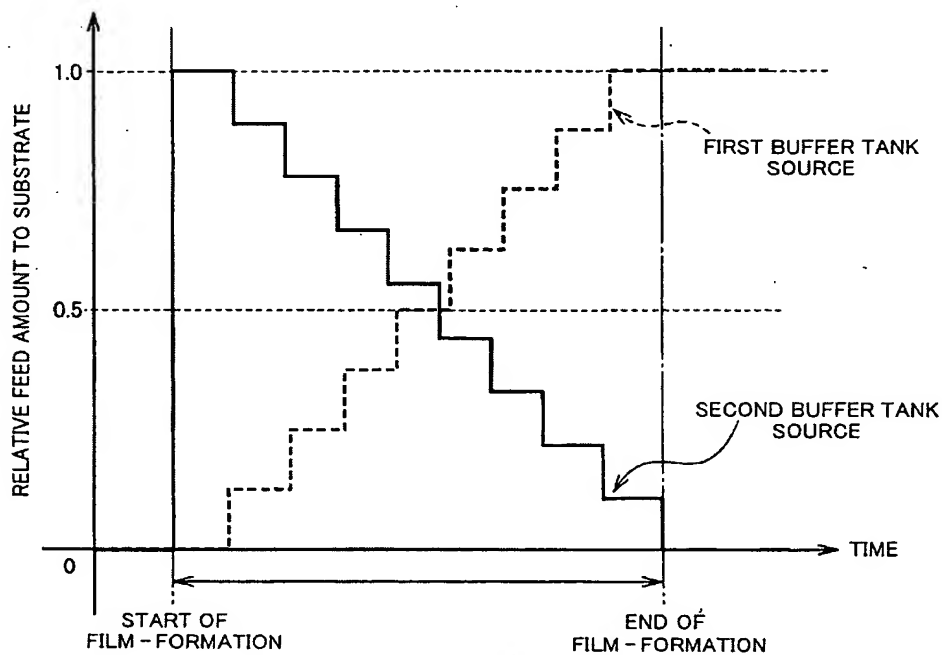 RELATIVE FEED AMOUNT TO SUBSTRATE
1.0
0.5
0
FIRST BUFFER TANK
SOURCE
SECOND BUFFER TANK
SOURCE
TIME
START OF
FILM-FORMATION
END OF
FILM-FORMATION